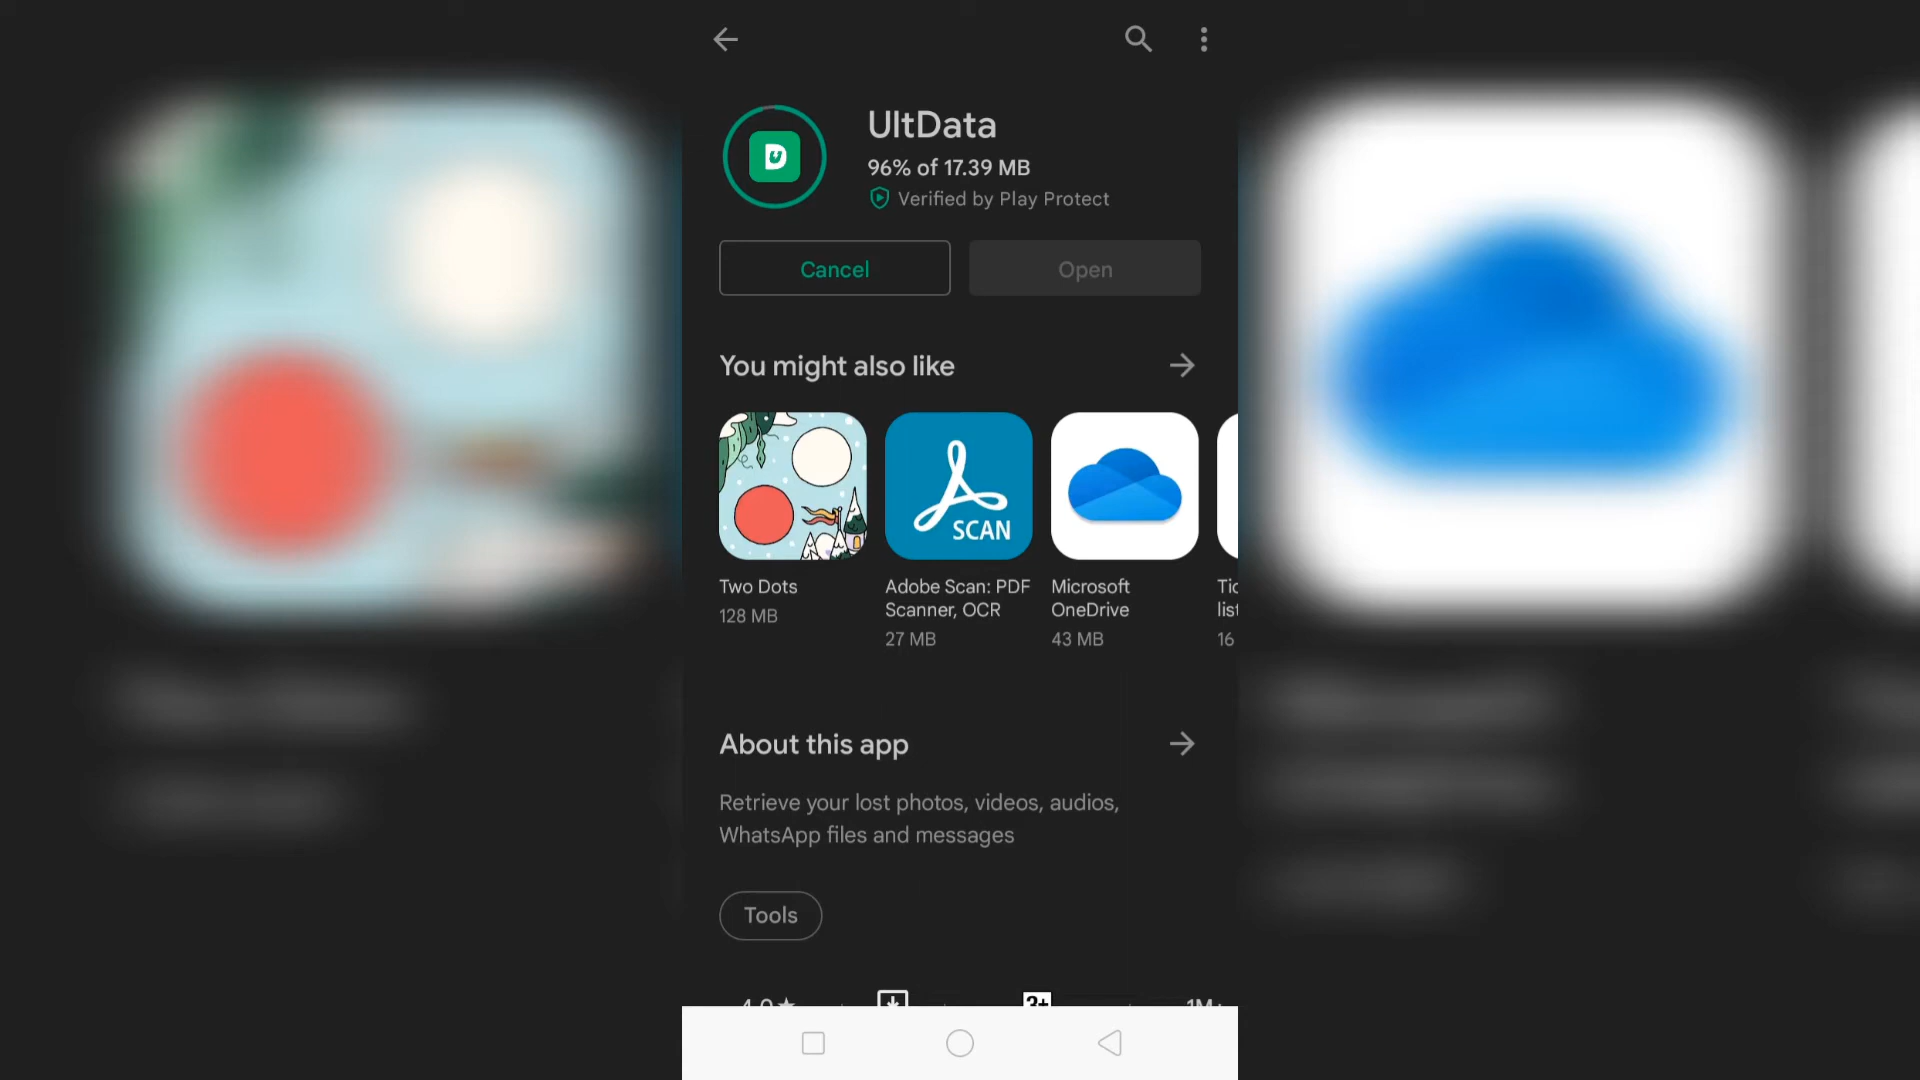 UltData
96% of 17.39 MB
Verified by Play Protect
Cancel
Open
You might also like
SCAN
Two Dots
128 MB
Adobe Scan: PDF
Scanner, OCR
27 MB
Microsoft
OneDrive
43 MB
16
About this app
Retrieve your lost photos, videos, audios,
WhatsApp files and messages
Tools
3+